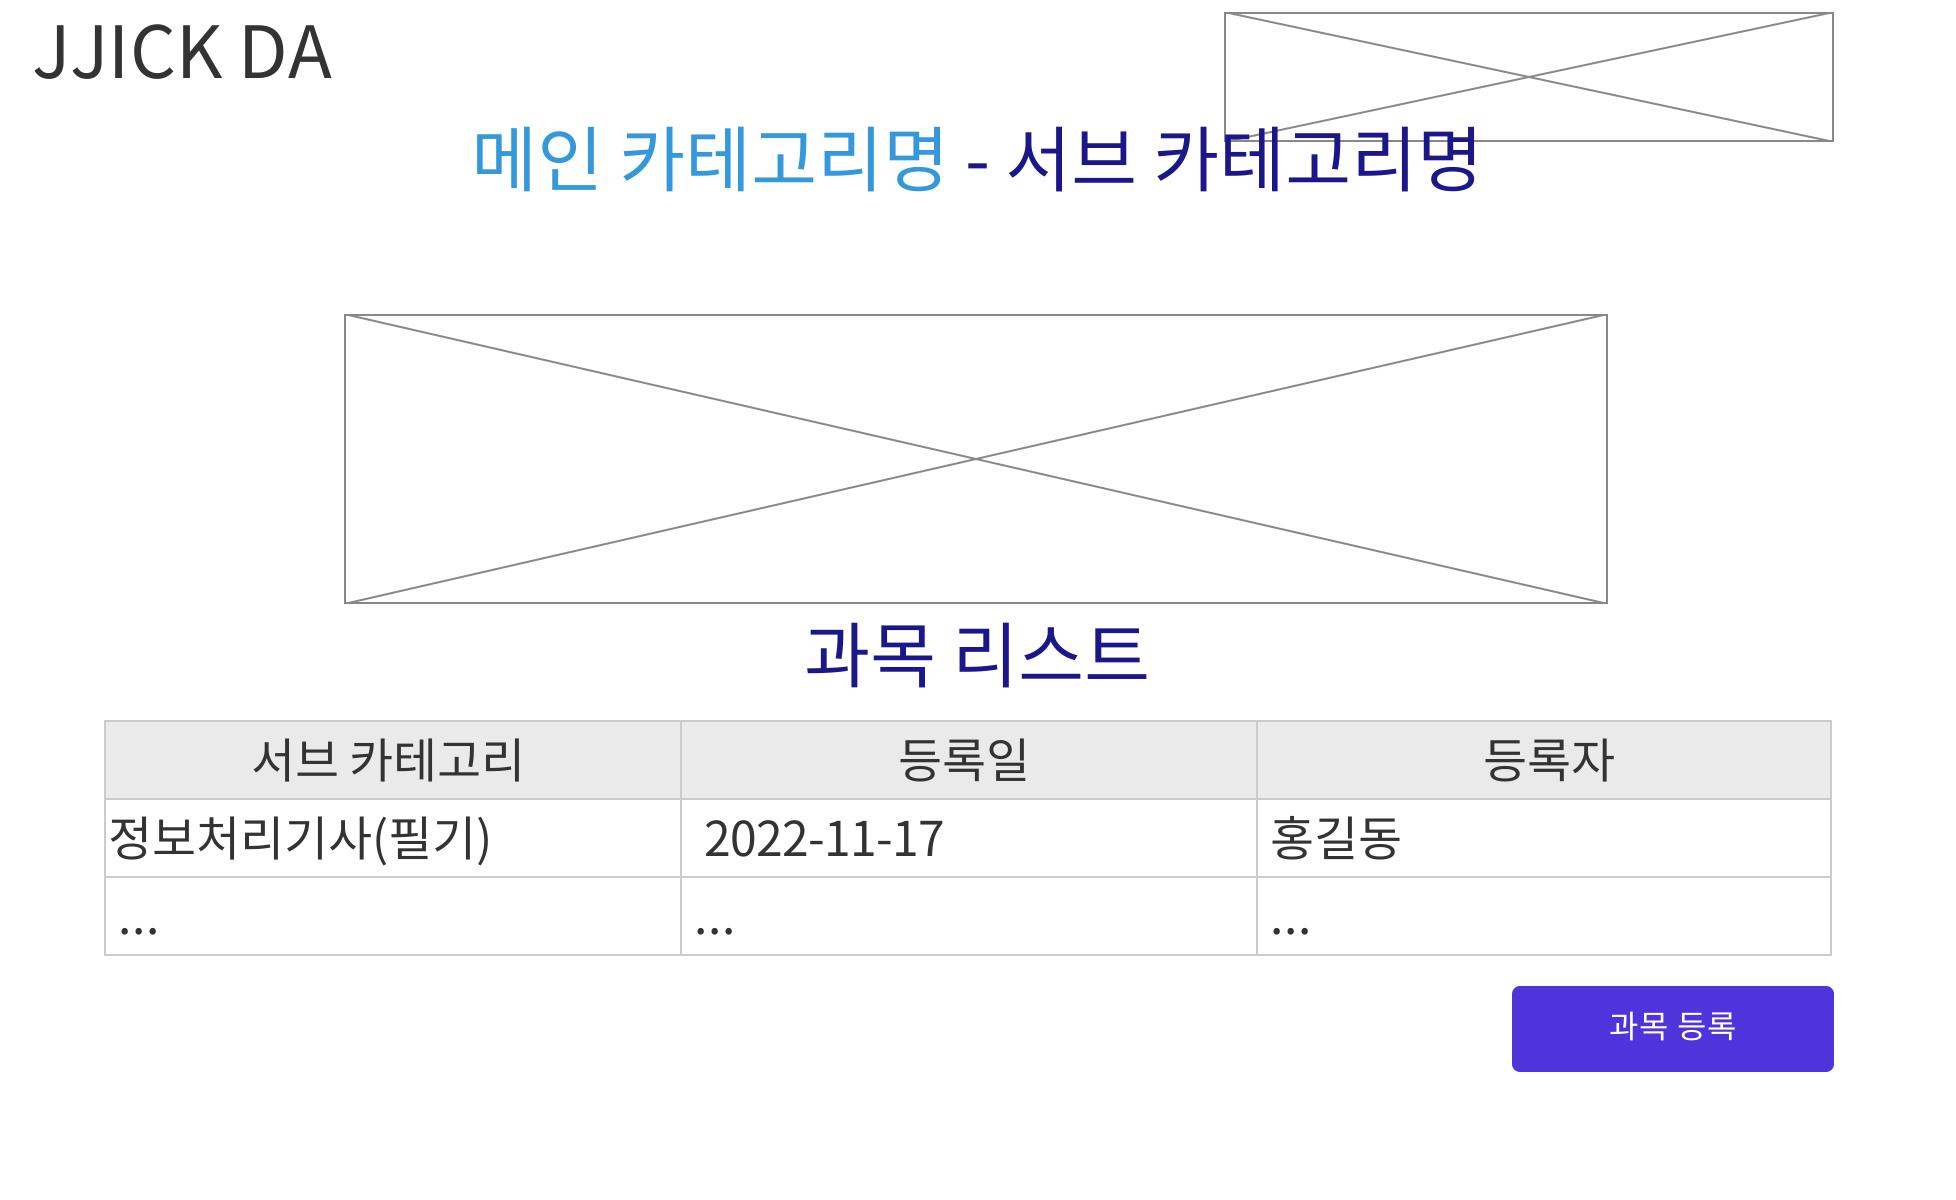 JJICK DA
메인 카테고리명 - 서브 카테고리명
과목 리스트
서브 카테고리 등록일 등록자
정보처리기사(필기) 2022-11-17 홍길동
... ... ...
과목 등록